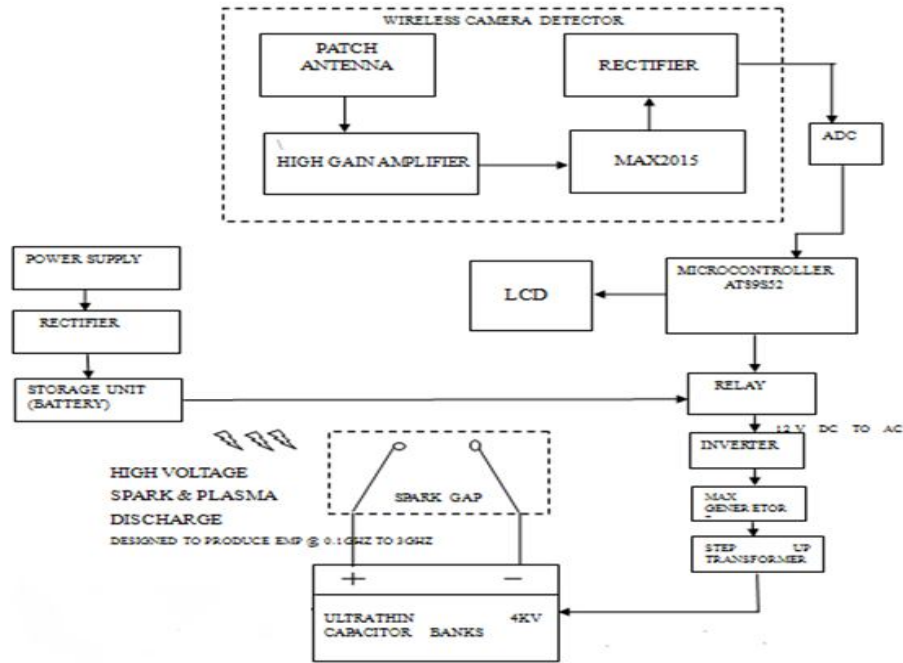 WIRELESS CAMERA DETECTOR
PATCH
ANTENNA
RECTIFIER
ADC
HIGH GAIN AMPLIFIER
MAX2015
POWER SUPPLY
MICROCONTROLLER
AT89852
LCD
RECTIFIER
STORAGE UNIT
(BATTERY)
RELAY
12 V DC TO AC
INVERTER
HIGH VOLTAGE
SPARK & PLASMA
DISCHARGE
DESIGNED TO PRODUCE EMP @ 0.1GHZ TO 3GHZ
SPARK GAP
MAX
GENERETOR
STEP UP
TRANSFORMER
+ −
ULTRATHIN 4KV
CAPACITOR BANKS